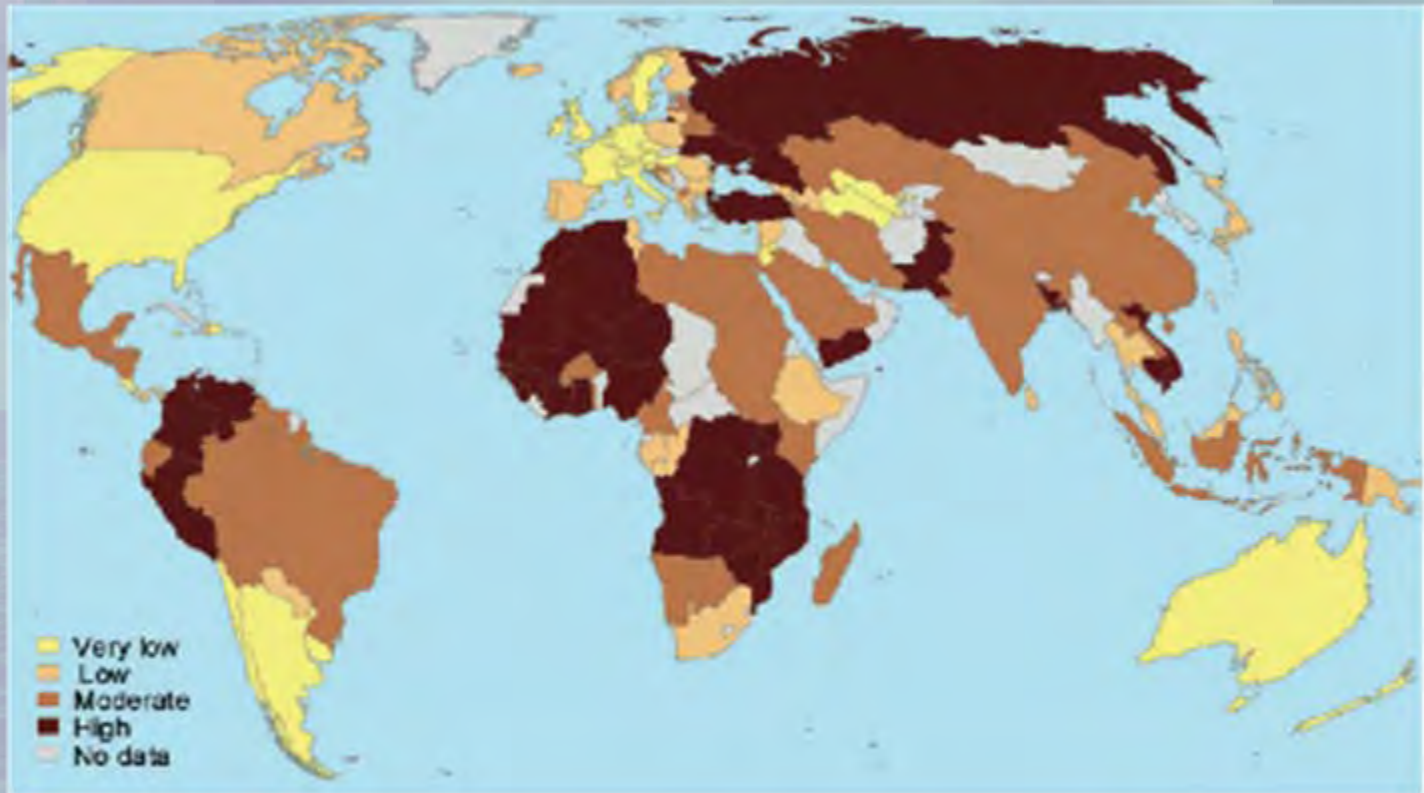 Very low
Low
Moderate
High
No data